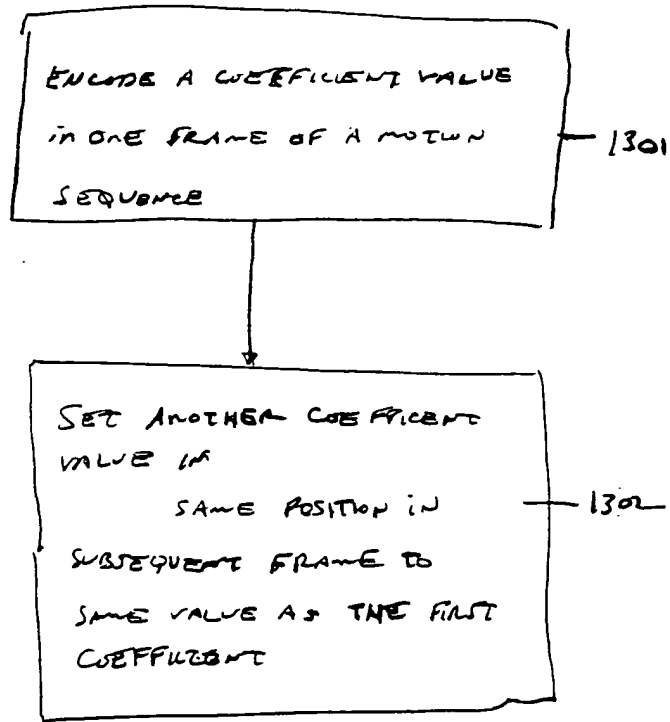 ENCODE A COEFFICIENT VALUE
in ONE FRAME OF A MOTION
SEQUENCE
1301
SET ANOTHER COEFFICENT
VALUE IN
SAME POSITION in
1302
SUBSEQUENT FRAME TO
SAME VALUE AS THE FIRST
COEFFICIENT